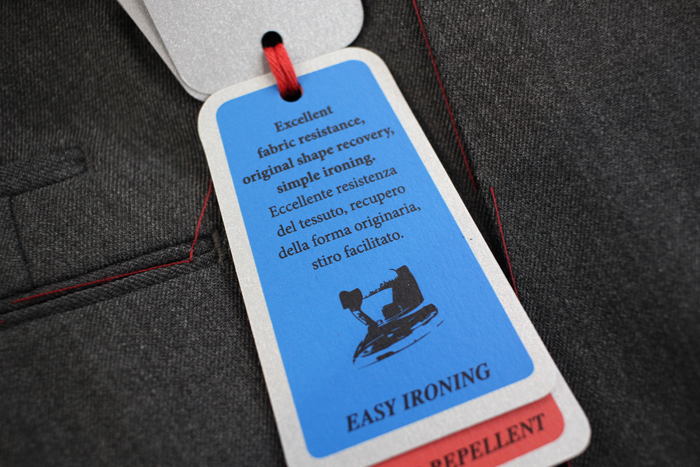 Excellent
fabric resistance,
original shape recovery,
simple ironing.
Eccellente resistenza
del tessuto, recupero
della forma originaria,
stiro facilitato.
EASY IRONING
REPELLENT